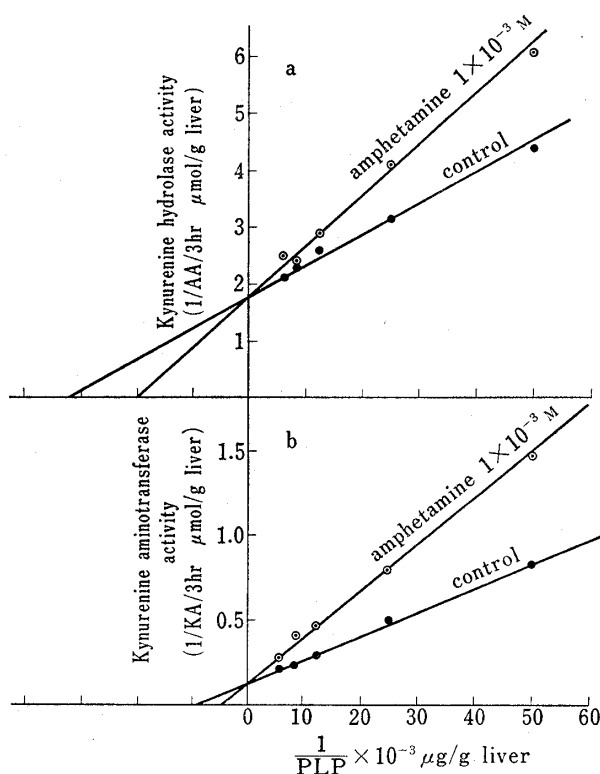 a
Kynurenine hydrolase activity
(1/AA/3hr μmol/g liver)
6
5
4
3
2
1
amphetamine 1×10⁻³ M
control
b
Kynurenine aminotransferase
activity
(1/KA/3hr μmol/g liver)
1.5
1.0
0.5
amphetamine 1×10⁻³ M
control
0 10 20 30 40 50 60
1/PLP ×10⁻³ μg/g liver